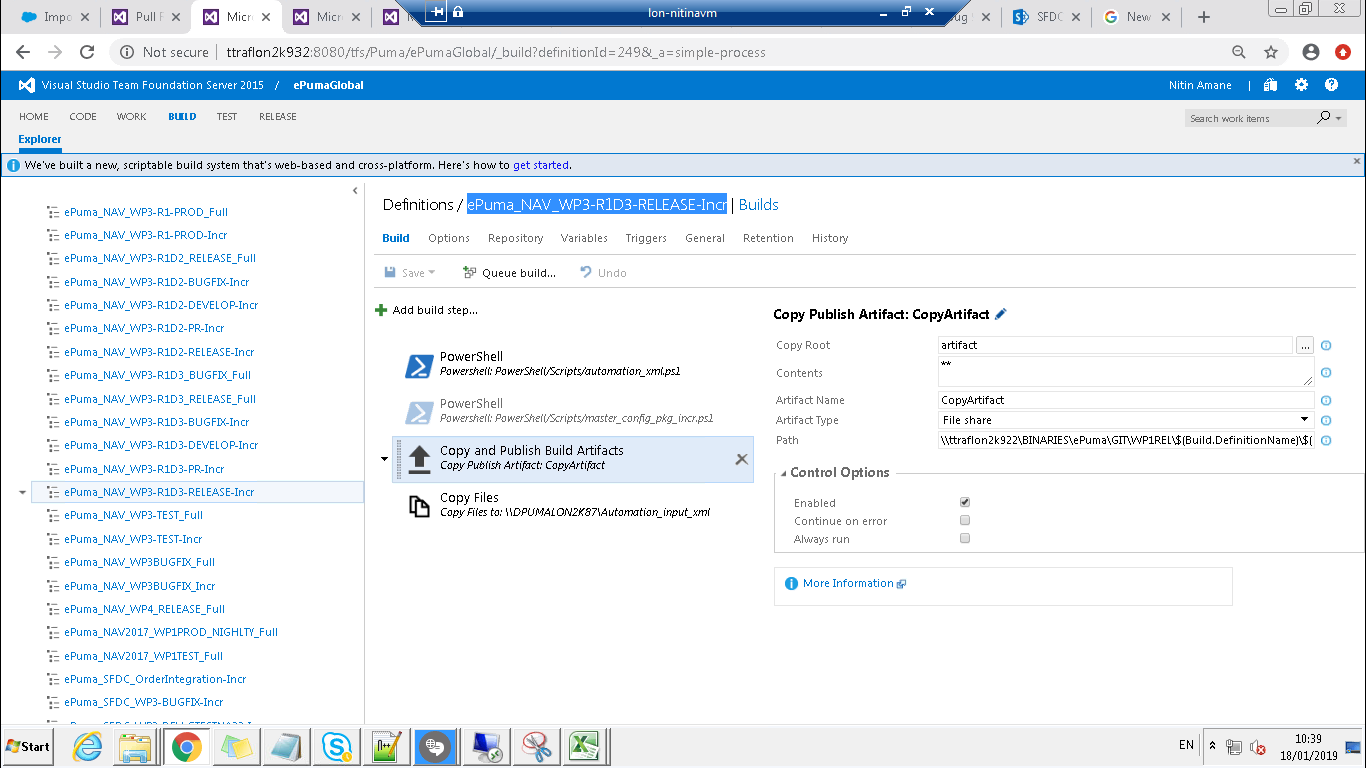 lon-nitinavm
Impo
Pull F
Micro
Micro
SFDC
New
Not secure
ttraflon2k932:8080/tfs/Puma/ePumaGlobal/_build?definitionId=249&_a=simple-process
Visual Studio Team Foundation Server 2015 / ePumaGlobal
Nitin Amane
HOME CODE WORK BUILD TEST RELEASE
Search work items
Explorer
We've built a new, scriptable build system that's web-based and cross-platform. Here's how to get started.
ePuma_NAV_WP3-R1-PROD_Full
ePuma_NAV_WP3-R1-PROD-Incr
ePuma_NAV_WP3-R1D2_RELEASE_Full
ePuma_NAV_WP3-R1D2-BUGFIX-Incr
ePuma_NAV_WP3-R1D2-DEVELOP-Incr
ePuma_NAV_WP3-R1D2-PR-Incr
ePuma_NAV_WP3-R1D2-RELEASE-Incr
ePuma_NAV_WP3-R1D3_BUGFIX_Full
ePuma_NAV_WP3-R1D3_RELEASE_Full
ePuma_NAV_WP3-R1D3-BUGFIX-Incr
ePuma_NAV_WP3-R1D3-DEVELOP-Incr
ePuma_NAV_WP3-R1D3-PR-Incr
ePuma_NAV_WP3-R1D3-RELEASE-Incr
ePuma_NAV_WP3-TEST_Full
ePuma_NAV_WP3-TEST-Incr
ePuma_NAV_WP3BUGFIX_Full
ePuma_NAV_WP3BUGFIX_Incr
ePuma_NAV_WP4_RELEASE_Full
ePuma_NAV2017_WP1PROD_NIGHLTY_Full
ePuma_NAV2017_WP1TEST_Full
ePuma_SFDC_OrderIntegration-Incr
ePuma_SFDC_WP3-BUGFIX-Incr
Definitions / ePuma_NAV_WP3-R1D3-RELEASE-Incr | Builds
Build Options Repository Variables Triggers General Retention History
Save Queue build... Undo
Add build step...
PowerShell
Powershell: PowerShell/Scripts/automation_xml.ps1
PowerShell
Powershell: PowerShell/Scripts/master_config_pkg_incr.ps1
Copy and Publish Build Artifacts
Copy Publish Artifact: CopyArtifact
Copy Files
Copy Files to: \\DPUMALON2K87\Automation_input_xml
Copy Publish Artifact: CopyArtifact
Copy Root artifact ...
Contents **
Artifact Name CopyArtifact
Artifact Type File share
Path \\ttraflon2k922\BINARIES\ePuma\GIT\WP1REL\$(Build.DefinitionName)\$(
Control Options
Enabled
Continue on error
Always run
More Information
Start
EN
10:39
18/01/2019